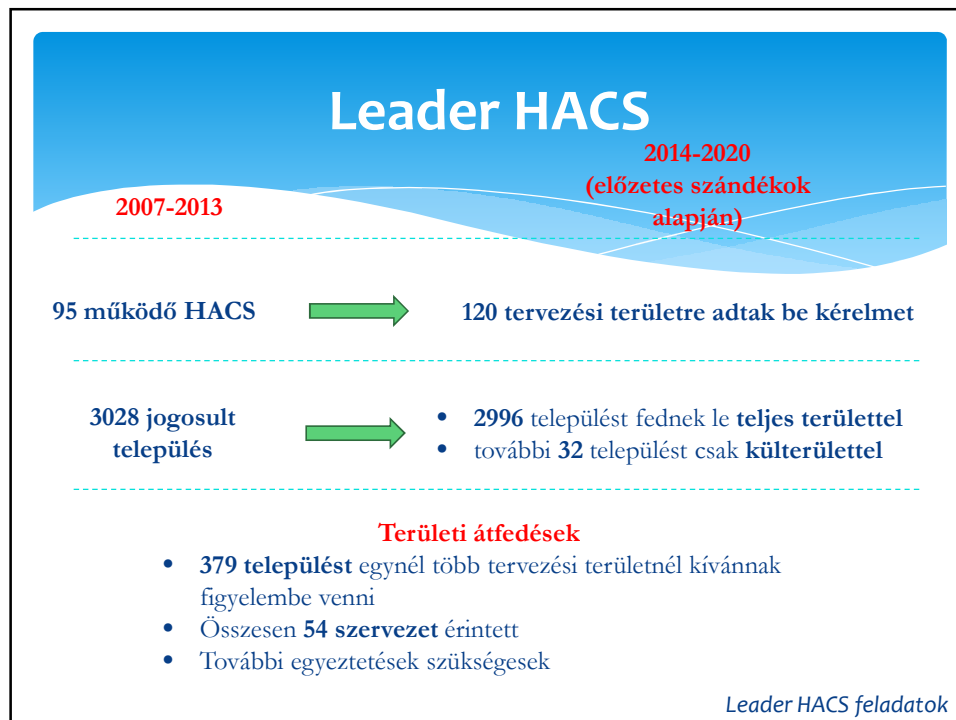 Leader HACS
2007-2013
2014-2020
(előzetes szándékok
alapján)
95 működő HACS
120 tervezési területre adtak be kérelmet
3028 jogosult
település
• 2996 települést fednek le teljes területtel
• további 32 települést csak külterülettel
Területi átfedések
• 379 települést egynél több tervezési területnél kívánnak
figyelembe venni
• Összesen 54 szervezet érintett
• További egyeztetések szükségesek
Leader HACS feladatok